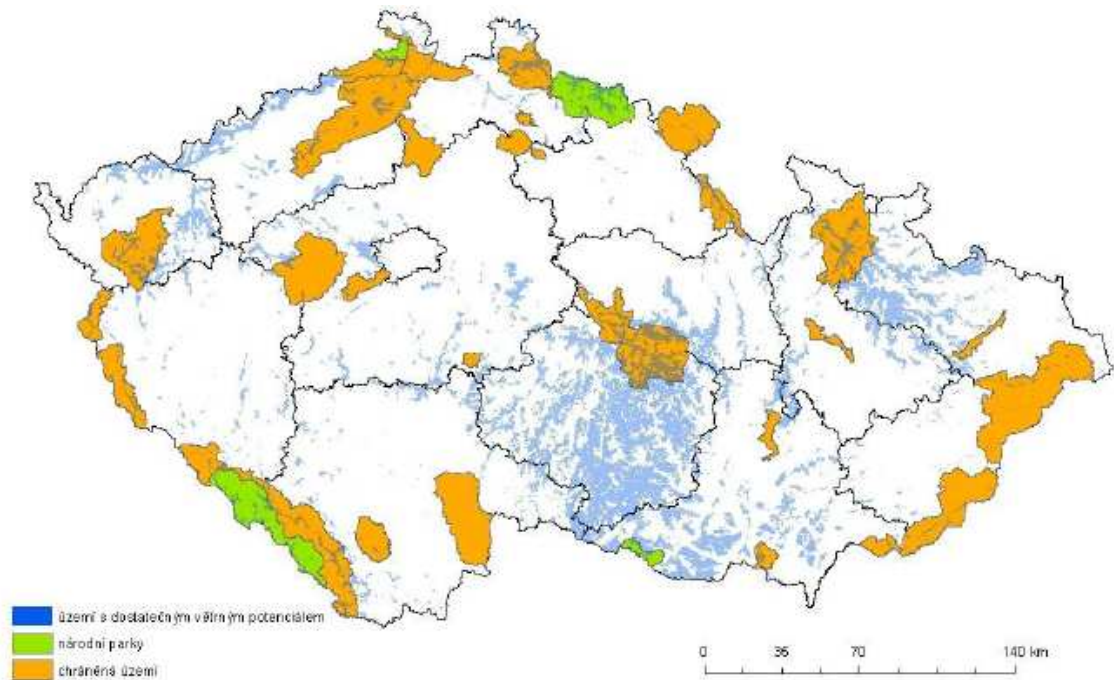 území s dostatečným větrným potenciálem
národní parky
chráněná území
0 35 70 140 km